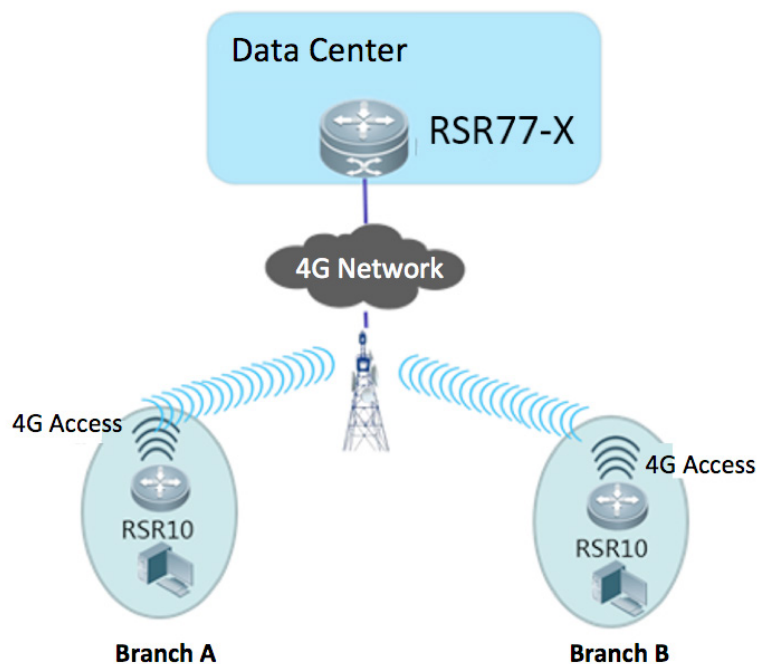 Data Center
RSR77-X
4G Network
4G Access
4G Access
RSR10
RSR10
Branch A
Branch B